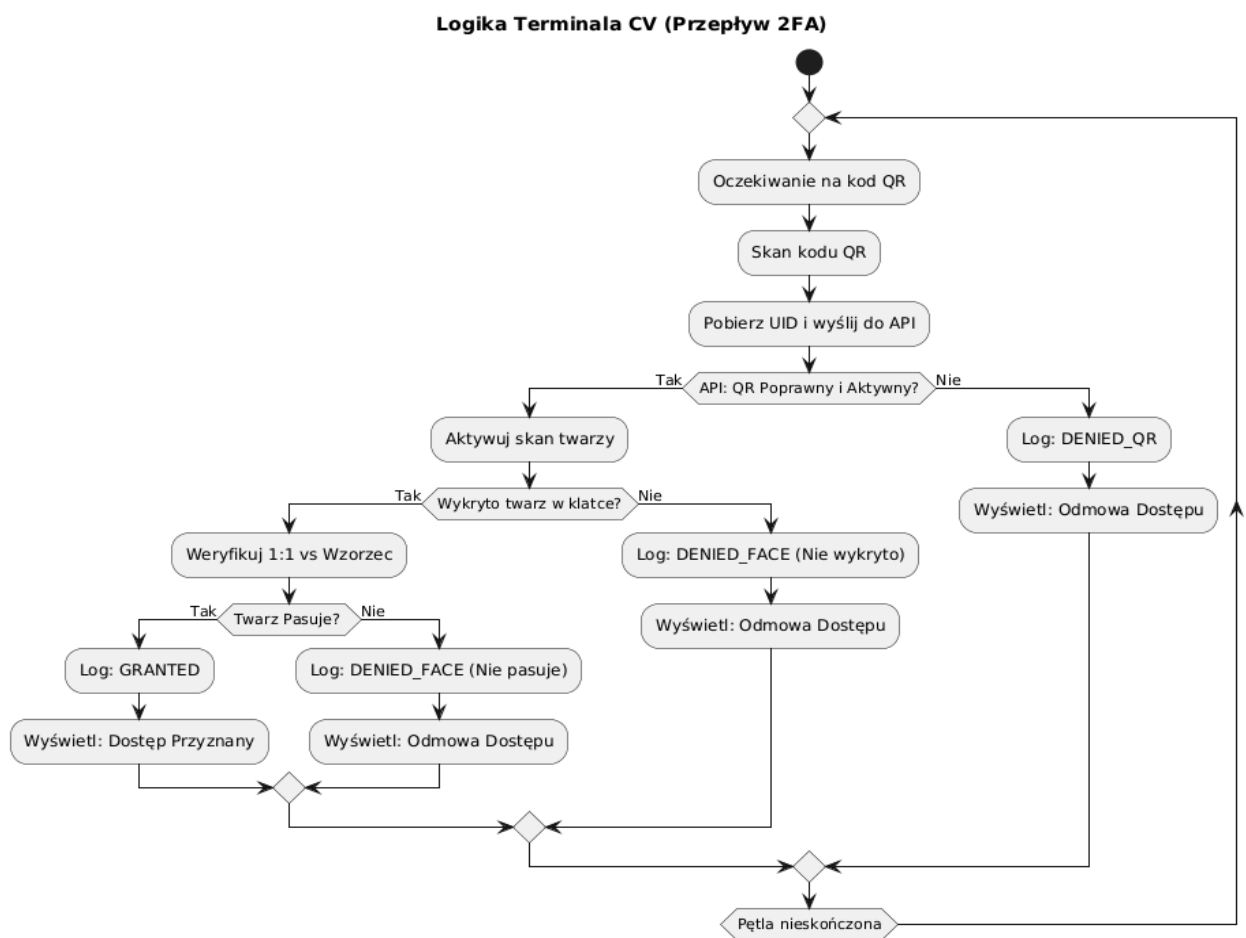 Logika Terminala CV (Przepływ 2FA)
Oczekiwanie na kod QR
Skan kodu QR
Pobierz UID i wyślij do API
Tak
API: QR Poprawny i Aktywny?
Nie
Aktywuj skan twarzy
Log: DENIED_QR
Tak
Wykryto twarz w klatce?
Nie
Wyświetl: Odmowa Dostępu
Weryfikuj 1:1 vs Wzorzec
Log: DENIED_FACE (Nie wykryto)
Tak
Twarz Pasuje?
Nie
Wyświetl: Odmowa Dostępu
Log: GRANTED
Log: DENIED_FACE (Nie pasuje)
Wyświetl: Dostęp Przyznany
Wyświetl: Odmowa Dostępu
Pętla nieskończona